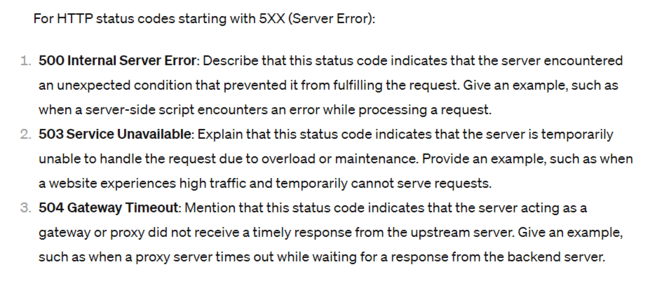 For HTTP status codes starting with 5XX (Server Error):
1. 500 Internal Server Error: Describe that this status code indicates that the server encountered
an unexpected condition that prevented it from fulfilling the request. Give an example, such as
when a server-side script encounters an error while processing a request.
2. 503 Service Unavailable: Explain that this status code indicates that the server is temporarily
unable to handle the request due to overload or maintenance. Provide an example, such as when
a website experiences high traffic and temporarily cannot serve requests.
3. 504 Gateway Timeout: Mention that this status code indicates that the server acting as a
gateway or proxy did not receive a timely response from the upstream server. Give an example,
such as when a proxy server times out while waiting for a response from the backend server.